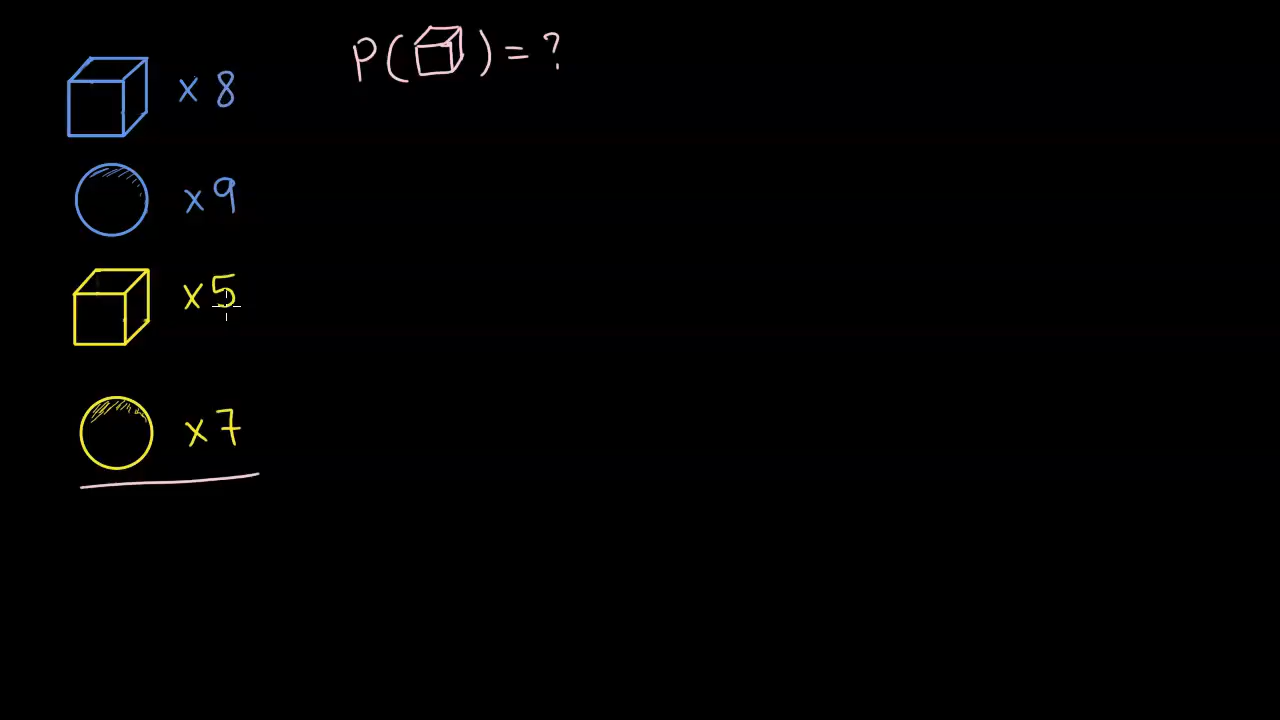 P( ) = ?
× 8
× 9
× 5
× 7